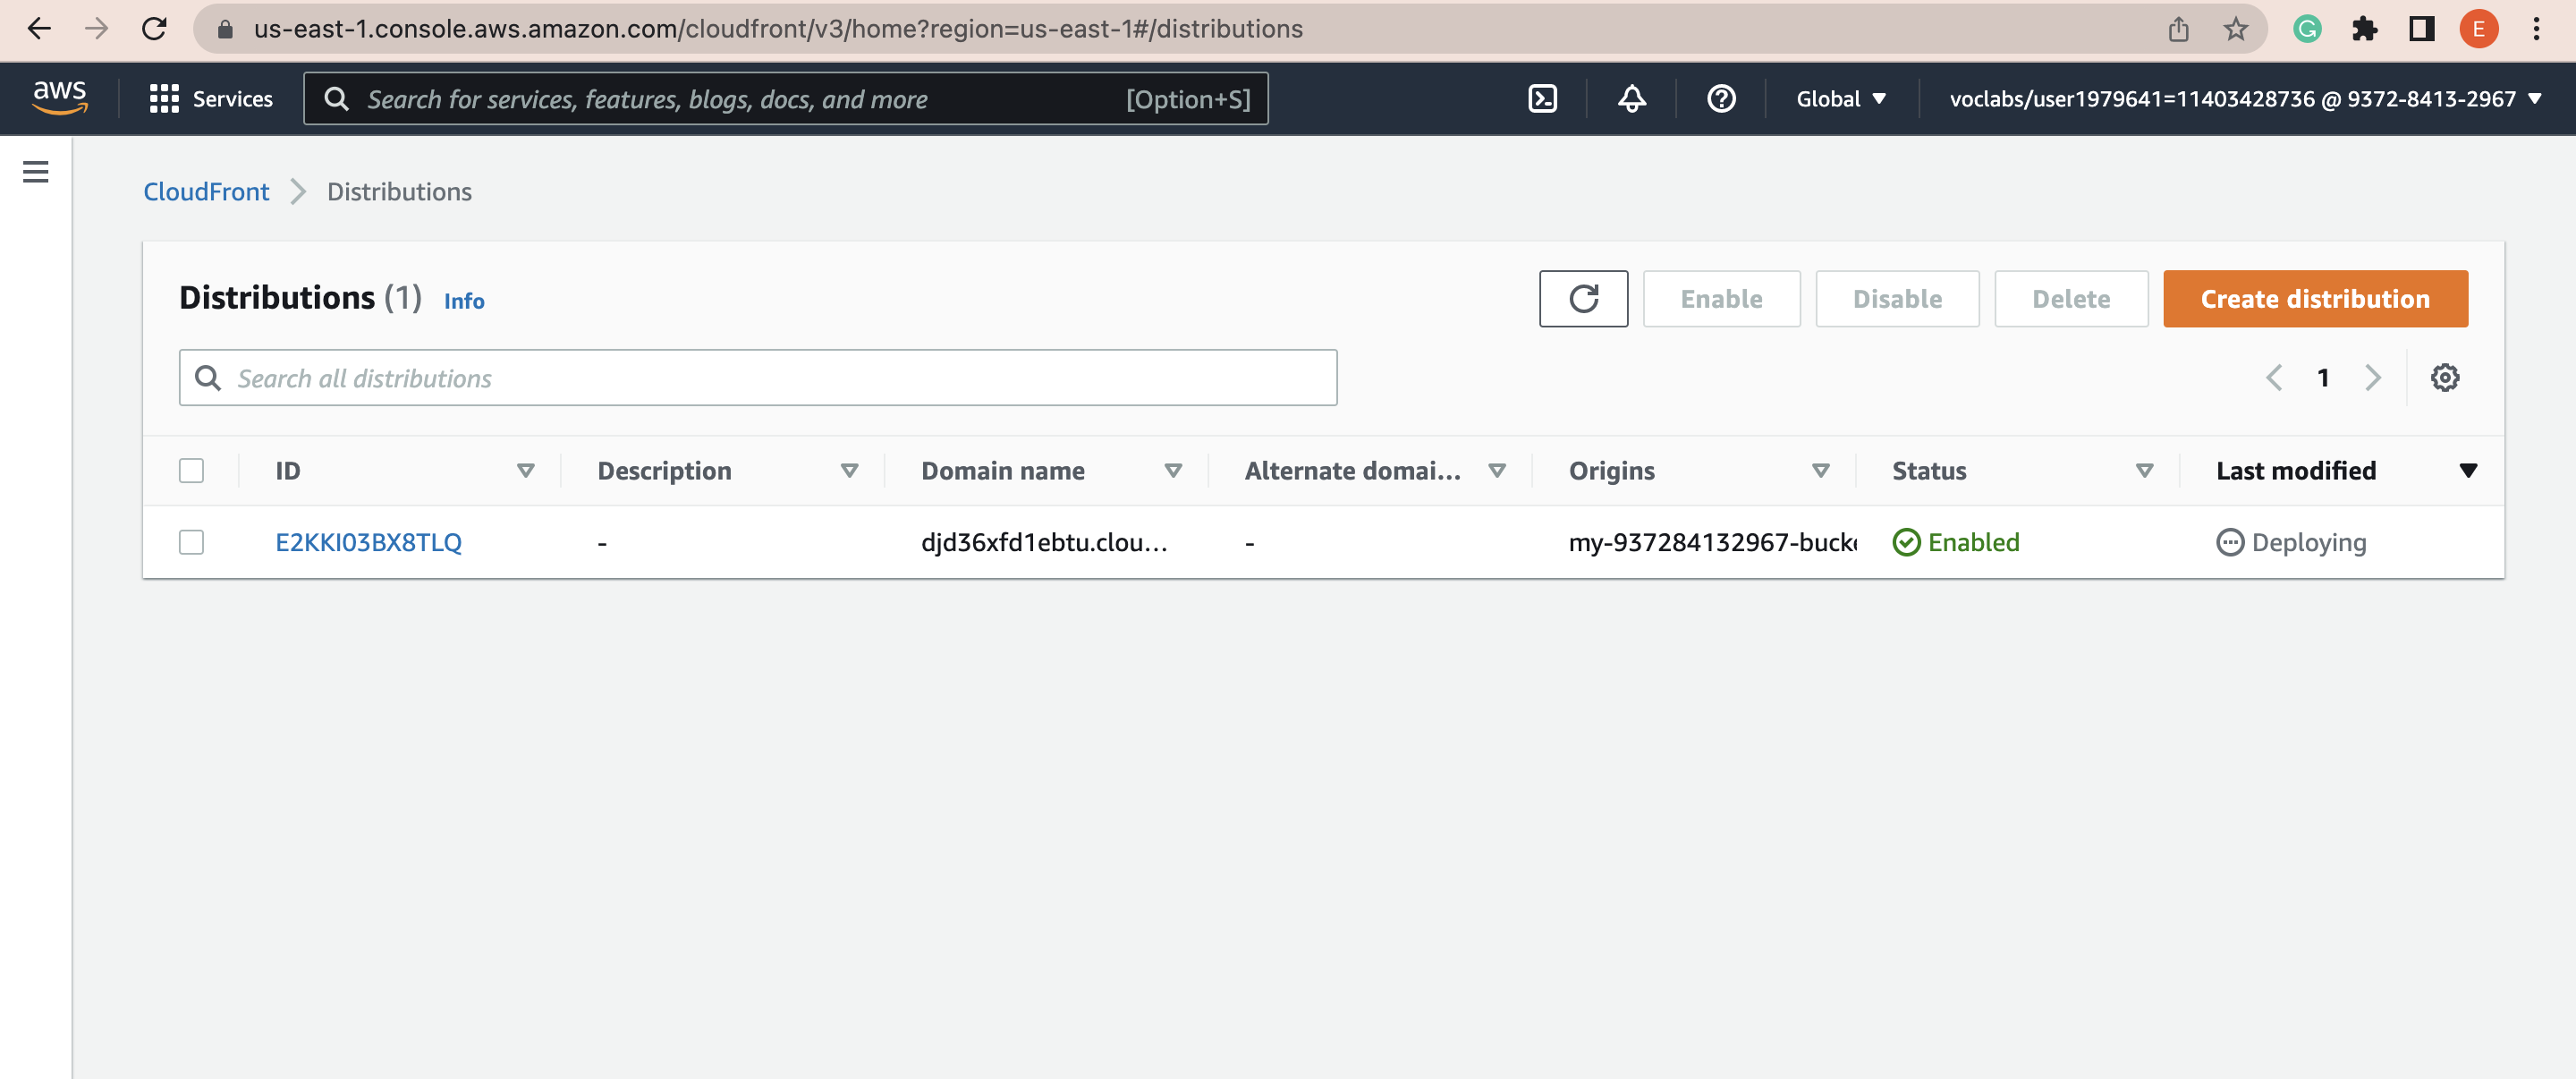 us-east-1.console.aws.amazon.com/cloudfront/v3/home?region=us-east-1#/distributions
E
aws
Services
Search for services, features, blogs, docs, and more
[Option+S]
Global
voclabs/user1979641=11403428736 @ 9372-8413-2967
CloudFront
Distributions
Distributions (1)
Info
Enable
Disable
Delete
Create distribution
Search all distributions
1
ID Description Domain name Alternate domai... Origins Status Last modified
E2KKI03BX8TLQ - djd36xfd1ebtu.clou... - my-937284132967-buck Enabled Deploying